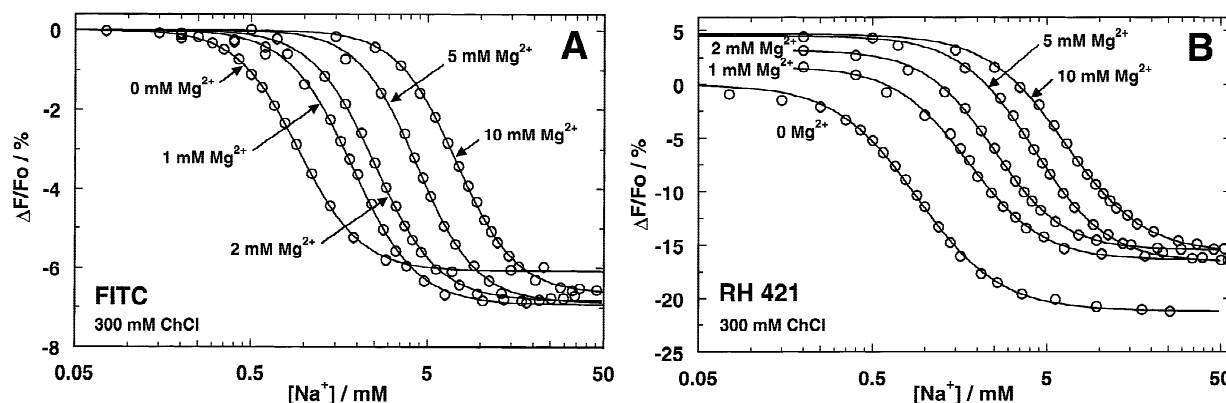 0
-2
-4
-6
-8
ΔF/Fo / %
A
0 mM Mg²⁺
1 mM Mg²⁺
2 mM Mg²⁺
5 mM Mg²⁺
10 mM Mg²⁺
FITC
300 mM ChCl
0.05
0.5
5
50
[Na⁺] / mM
5
0
-5
-10
-15
-20
-25
ΔF/Fo / %
B
2 mM Mg²⁺
1 mM Mg²⁺
0 Mg²⁺
5 mM Mg²⁺
10 mM Mg²⁺
RH 421
300 mM ChCl
0.05
0.5
5
50
[Na⁺] / mM